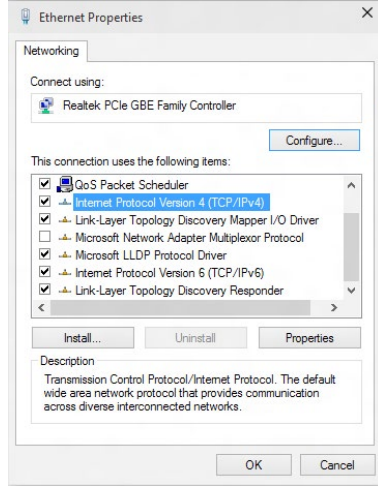 Ethernet Properties
Networking
Connect using:
Realtek PCIe GBE Family Controller
Configure...
This connection uses the following items:
QoS Packet Scheduler
Internet Protocol Version 4 (TCP/IPv4)
Link-Layer Topology Discovery Mapper I/O Driver
Microsoft Network Adapter Multiplexor Protocol
Microsoft LLDP Protocol Driver
Internet Protocol Version 6 (TCP/IPv6)
Link-Layer Topology Discovery Responder
Install... Uninstall Properties
Description
Transmission Control Protocol/Internet Protocol. The default
wide area network protocol that provides communication
across diverse interconnected networks.
OK Cancel